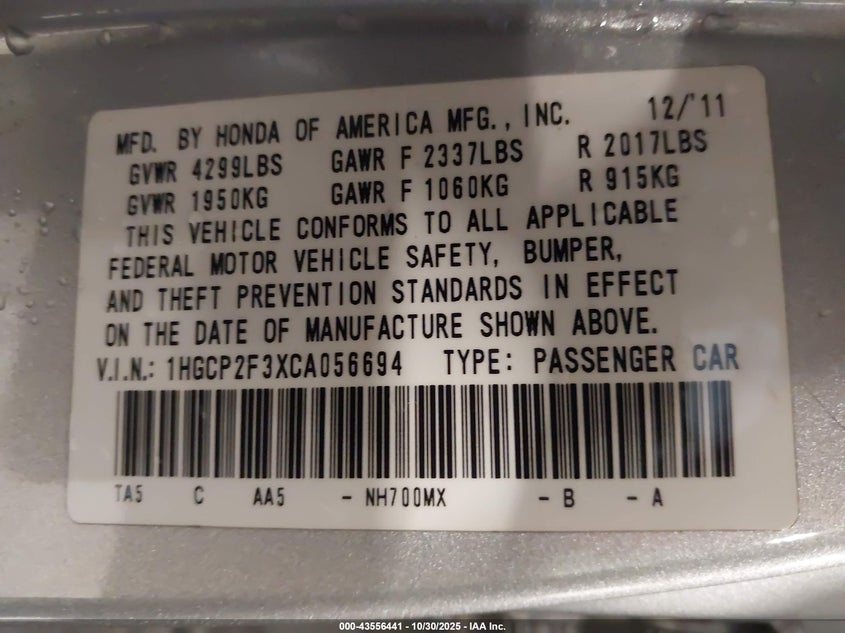 MFD. BY HONDA OF AMERICA MFG., INC. 12/'11
GVWR 4299LBS GAWR F 2337LBS R 2017LBS
GVWR 1950KG GAWR F 1060KG R 915KG
THIS VEHICLE CONFORMS TO ALL APPLICABLE
FEDERAL MOTOR VEHICLE SAFETY, BUMPER,
AND THEFT PREVENTION STANDARDS IN EFFECT
ON THE DATE OF MANUFACTURE SHOWN ABOVE.
V.I.N.: 1HGCP2F3XCA056694 TYPE: PASSENGER CAR
TA5 C AA5 - NH700MX - B - A
000-43556441 - 10/30/2025 - IAA Inc.